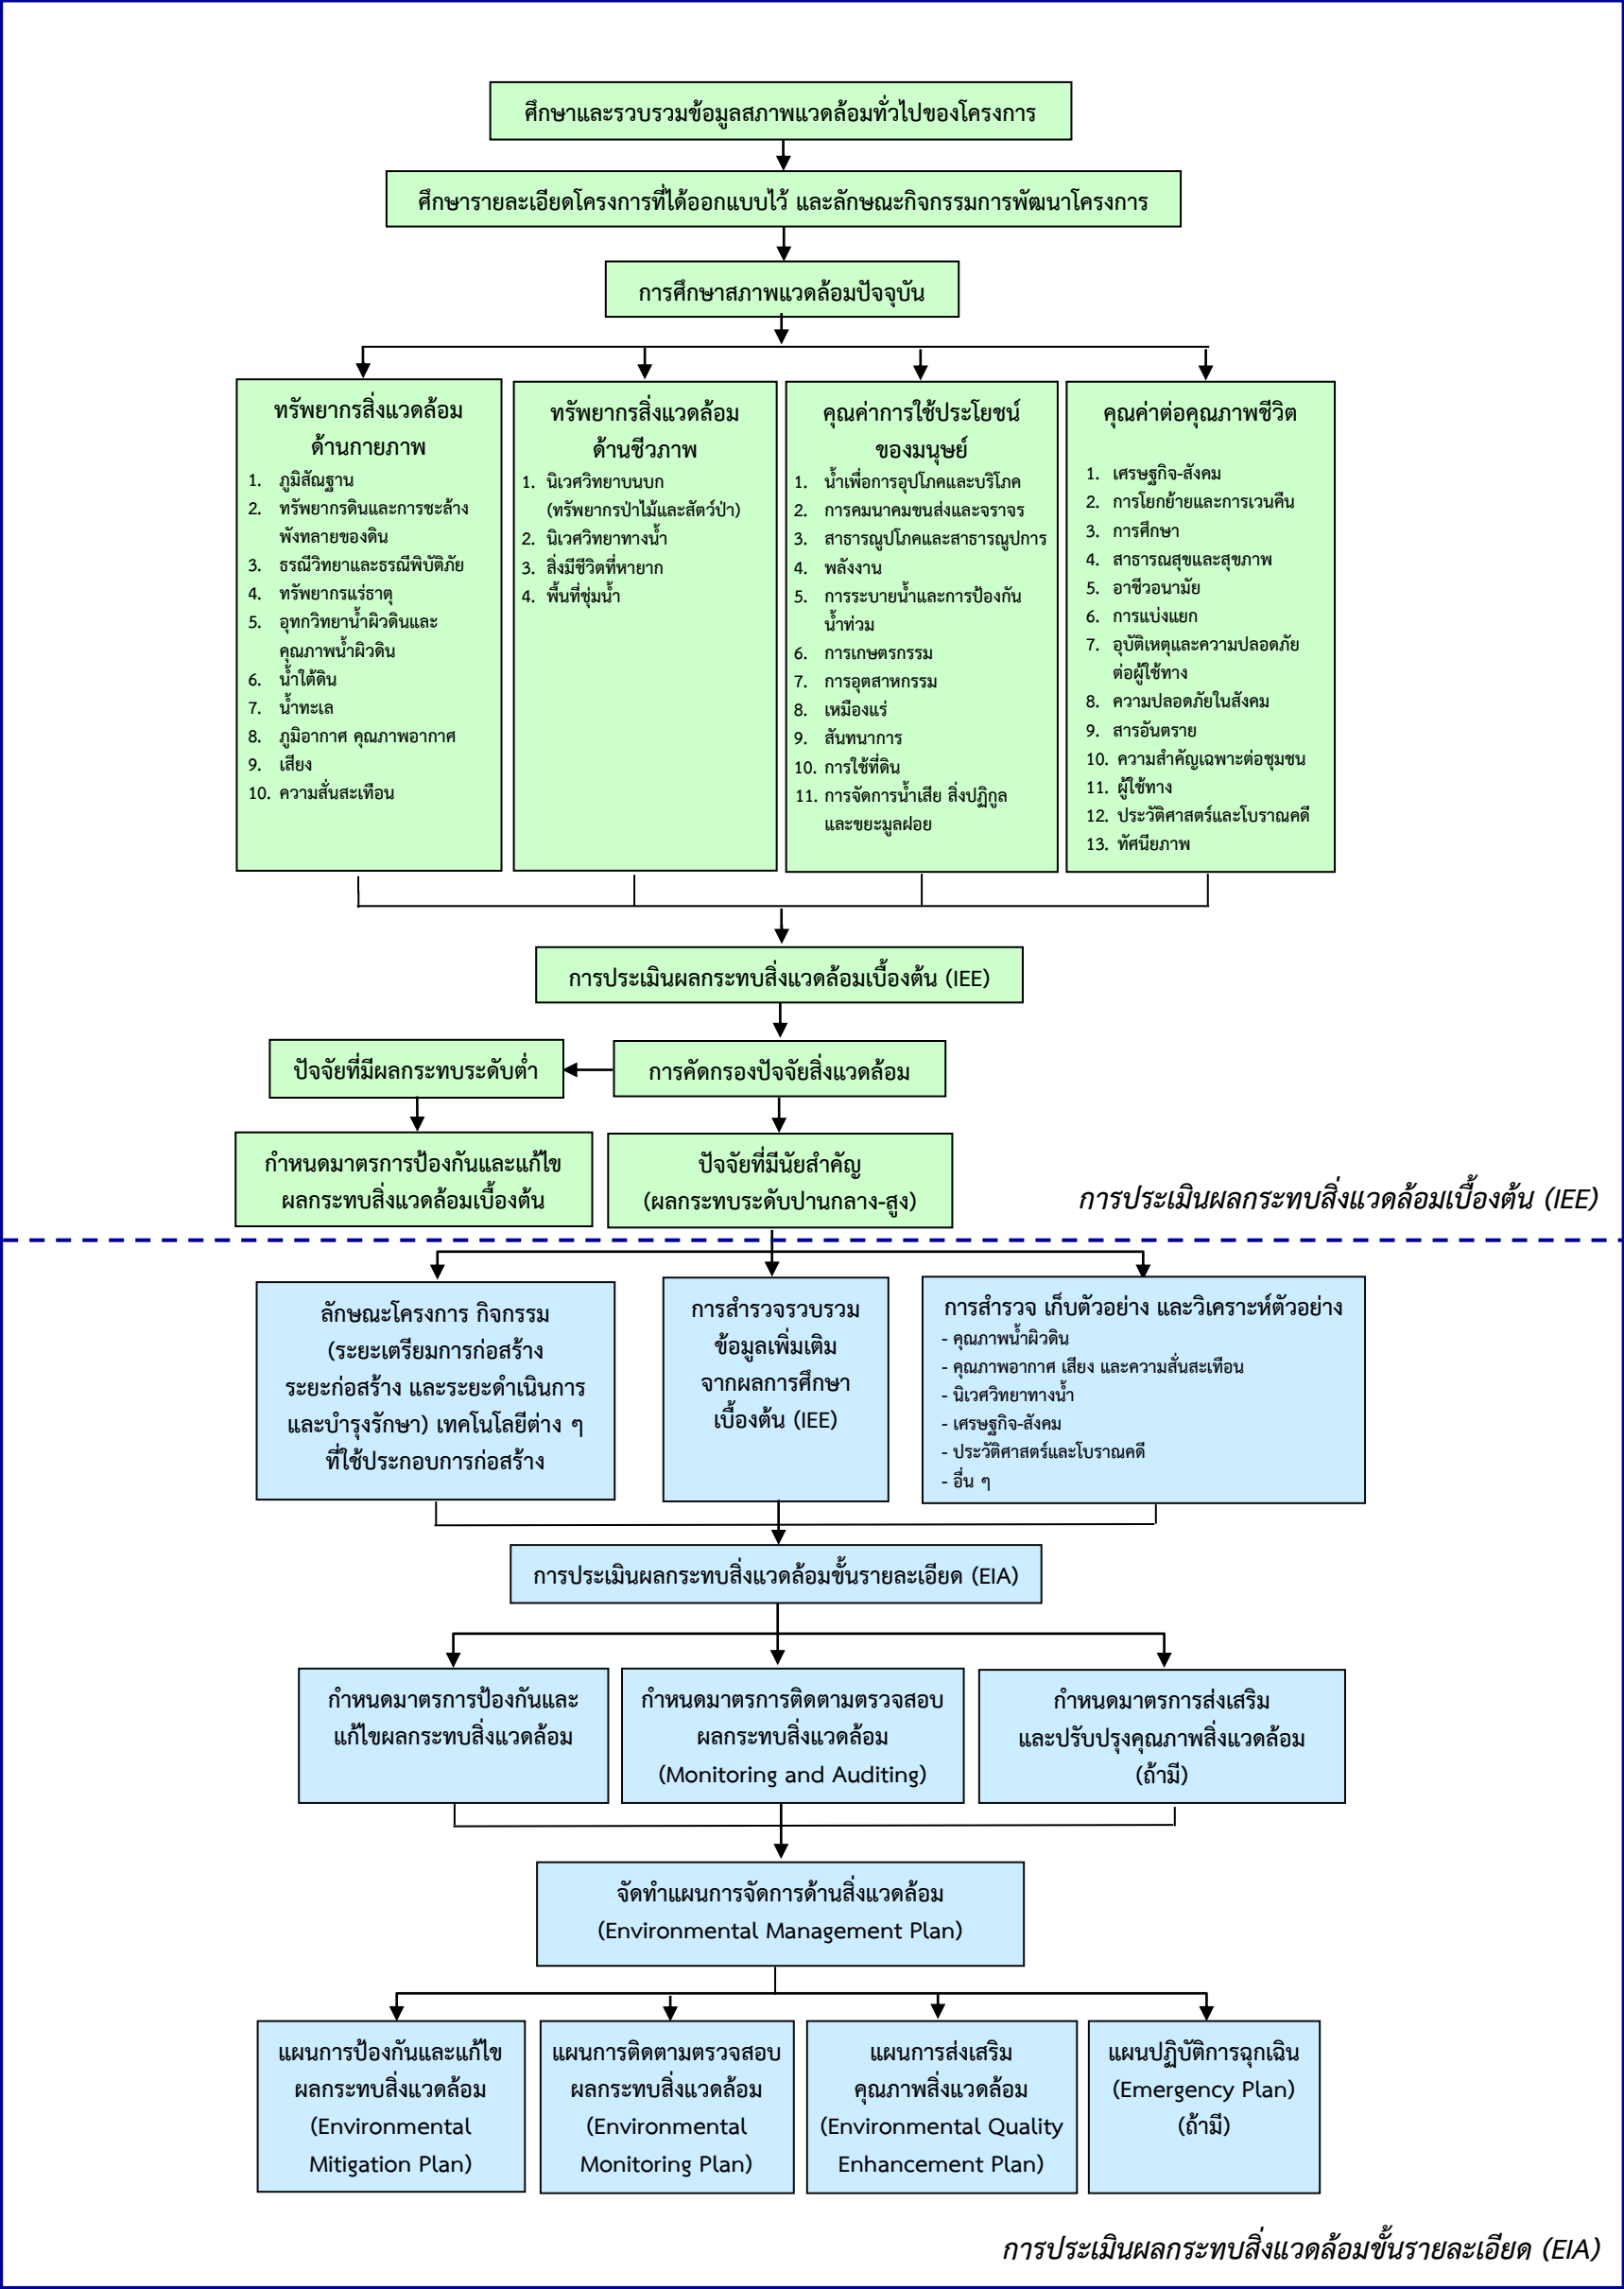 ศึกษาและรวบรวมข้อมูลสภาพแวดล้อมทั่วไปของโครงการ
ศึกษารายละเอียดโครงการที่ได้ออกแบบไว้ และลักษณะกิจกรรมการพัฒนาโครงการ
การศึกษาสภาพแวดล้อมปัจจุบัน
ทรัพยากรสิ่งแวดล้อม
ด้านกายภาพ
1. ภูมิสัณฐาน
2. ทรัพยากรดินและการชะล้าง
พังทลายของดิน
3. ธรณีวิทยาและธรณีพิบัติภัย
4. ทรัพยากรแร่ธาตุ
5. อุทกวิทยาน้ำผิวดินและ
คุณภาพน้ำผิวดิน
6. น้ำใต้ดิน
7. น้ำทะเล
8. ภูมิอากาศ คุณภาพอากาศ
9. เสียง
10. ความสั่นสะเทือน
ทรัพยากรสิ่งแวดล้อม
ด้านชีวภาพ
1. นิเวศวิทยาบนบก
(ทรัพยากรป่าไม้และสัตว์ป่า)
2. นิเวศวิทยาทางน้ำ
3. สิ่งมีชีวิตที่หายาก
4. พื้นที่ชุ่มน้ำ
คุณค่าการใช้ประโยชน์
ของมนุษย์
1. น้ำเพื่อการอุปโภคและบริโภค
2. การคมนาคมขนส่งและจราจร
3. สาธารณูปโภคและสาธารณูปการ
4. พลังงาน
5. การระบายน้ำและการป้องกัน
น้ำท่วม
6. การเกษตรกรรม
7. การอุตสาหกรรม
8. เหมืองแร่
9. สันทนาการ
10. การใช้ที่ดิน
11. การจัดการน้ำเสีย สิ่งปฏิกูล
และขยะมูลฝอย
คุณค่าต่อคุณภาพชีวิต
1. เศรษฐกิจ-สังคม
2. การโยกย้ายและการเวนคืน
3. การศึกษา
4. สาธารณสุขและสุขภาพ
5. อาชีวอนามัย
6. การแบ่งแยก
7. อุบัติเหตุและความปลอดภัย
ต่อผู้ใช้ทาง
8. ความปลอดภัยในสังคม
9. สารอันตราย
10. ความสำคัญเฉพาะต่อชุมชน
11. ผู้ใช้ทาง
12. ประวัติศาสตร์และโบราณคดี
13. ทัศนียภาพ
การประเมินผลกระทบสิ่งแวดล้อมเบื้องต้น (IEE)
ปัจจัยที่มีผลกระทบระดับต่ำ
การคัดกรองปัจจัยสิ่งแวดล้อม
กำหนดมาตรการป้องกันและแก้ไข
ผลกระทบสิ่งแวดล้อมเบื้องต้น
ปัจจัยที่มีนัยสำคัญ
(ผลกระทบระดับปานกลาง-สูง)
การประเมินผลกระทบสิ่งแวดล้อมเบื้องต้น (IEE)
ลักษณะโครงการ กิจกรรม
(ระยะเตรียมการก่อสร้าง
ระยะก่อสร้าง และระยะดำเนินการ
และบำรุงรักษา) เทคโนโลยีต่าง ๆ
ที่ใช้ประกอบการก่อสร้าง
การสำรวจรวบรวม
ข้อมูลเพิ่มเติม
จากผลการศึกษา
เบื้องต้น (IEE)
การสำรวจ เก็บตัวอย่าง และวิเคราะห์ตัวอย่าง
- คุณภาพน้ำผิวดิน
- คุณภาพอากาศ เสียง และความสั่นสะเทือน
- นิเวศวิทยาทางน้ำ
- เศรษฐกิจ-สังคม
- ประวัติศาสตร์และโบราณคดี
- อื่น ๆ
การประเมินผลกระทบสิ่งแวดล้อมขั้นรายละเอียด (EIA)
กำหนดมาตรการป้องกันและ
แก้ไขผลกระทบสิ่งแวดล้อม
กำหนดมาตรการติดตามตรวจสอบ
ผลกระทบสิ่งแวดล้อม
(Monitoring and Auditing)
กำหนดมาตรการส่งเสริม
และปรับปรุงคุณภาพสิ่งแวดล้อม
(ถ้ามี)
จัดทำแผนการจัดการด้านสิ่งแวดล้อม
(Environmental Management Plan)
แผนการป้องกันและแก้ไข
ผลกระทบสิ่งแวดล้อม
(Environmental
Mitigation Plan)
แผนการติดตามตรวจสอบ
ผลกระทบสิ่งแวดล้อม
(Environmental
Monitoring Plan)
แผนการส่งเสริม
คุณภาพสิ่งแวดล้อม
(Environmental Quality
Enhancement Plan)
แผนปฏิบัติการฉุกเฉิน
(Emergency Plan)
(ถ้ามี)
การประเมินผลกระทบสิ่งแวดล้อมขั้นรายละเอียด (EIA)